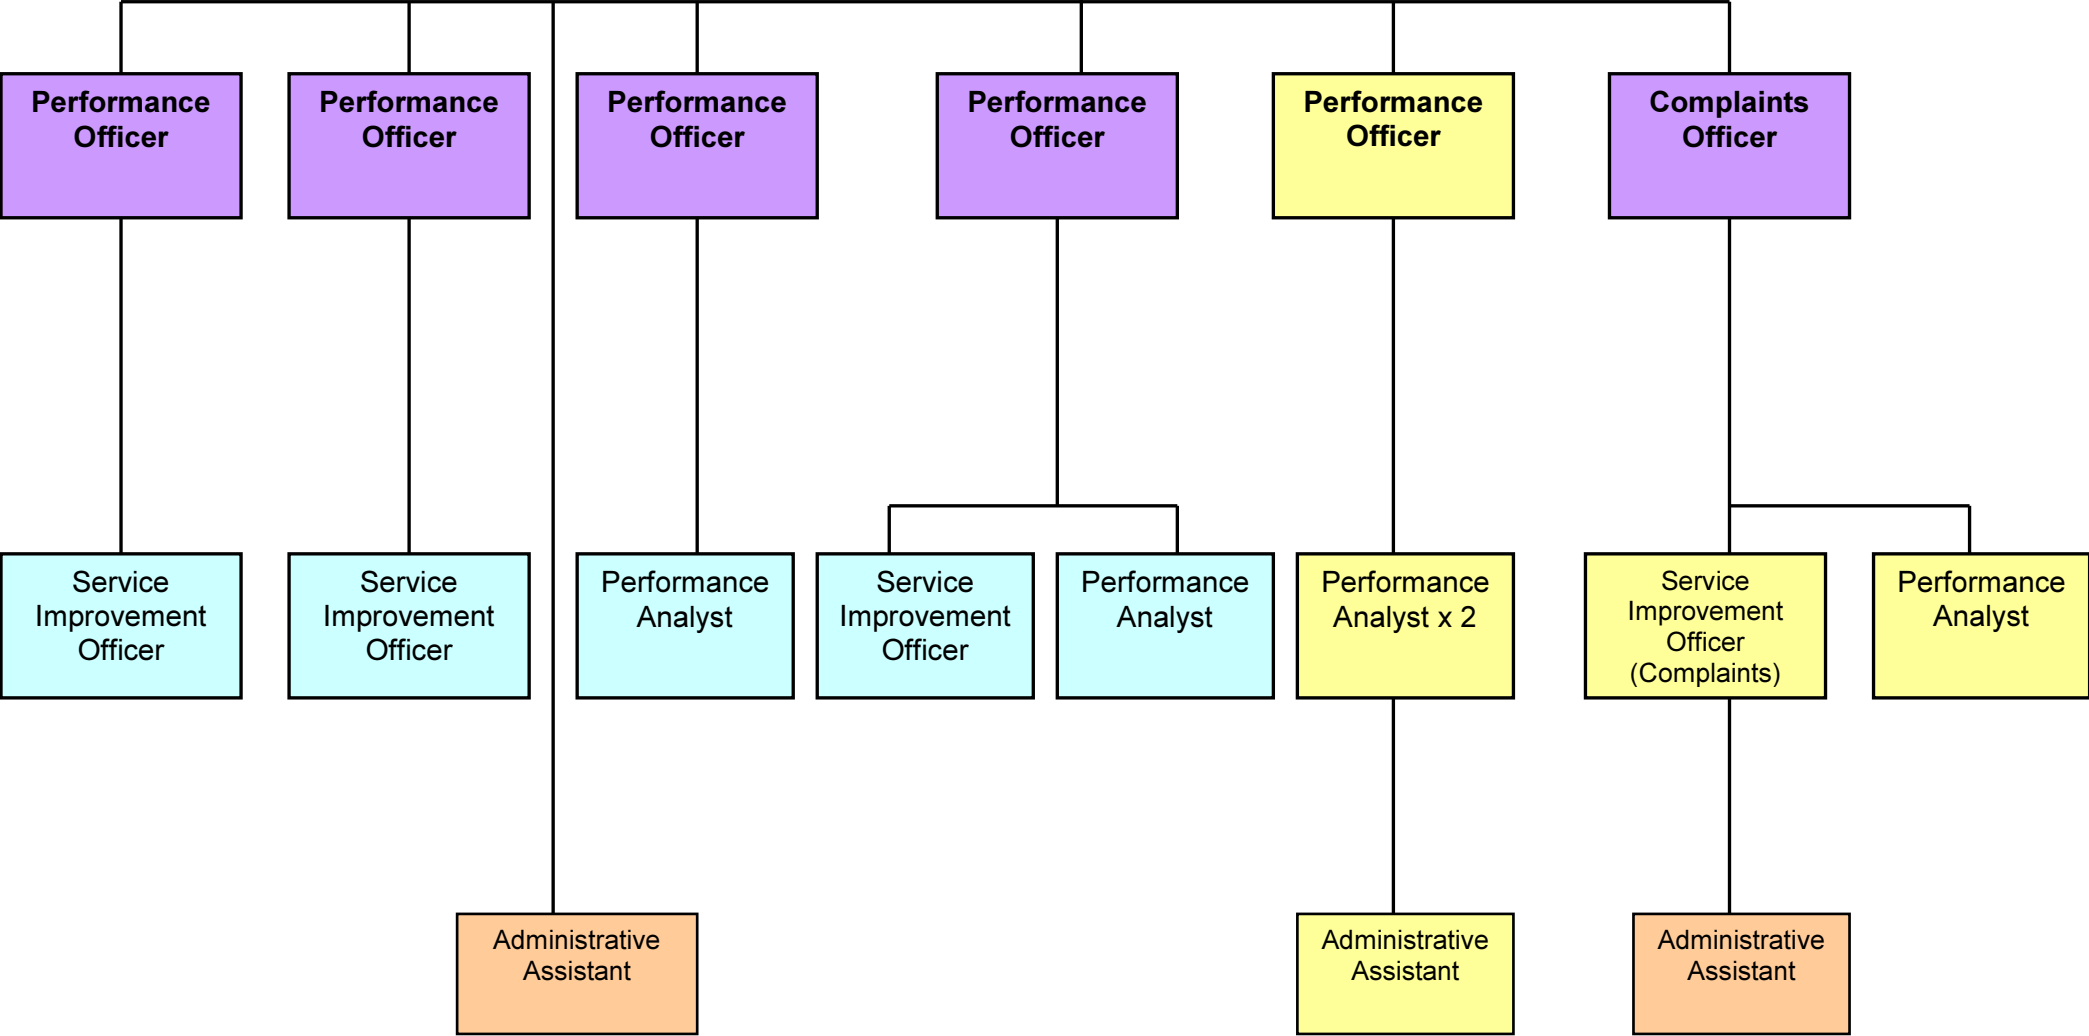 Performance
Officer
Performance
Officer
Performance
Officer
Performance
Officer
Performance
Officer
Complaints
Officer
Service
Improvement
Officer
Service
Improvement
Officer
Performance
Analyst
Service
Improvement
Officer
Performance
Analyst
Performance
Analyst x 2
Service
Improvement
Officer
(Complaints)
Performance
Analyst
Administrative
Assistant
Administrative
Assistant
Administrative
Assistant